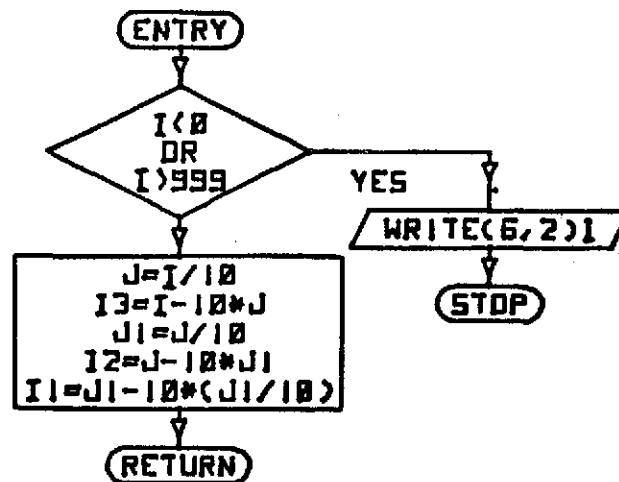 ENTRY
I<0
OR
I>999
YES
WRITE(6,2)I
STOP
J=I/10
I3=I-10*J
J1=J/10
I2=J-10*J1
I1=J1-10*(J1/10)
RETURN